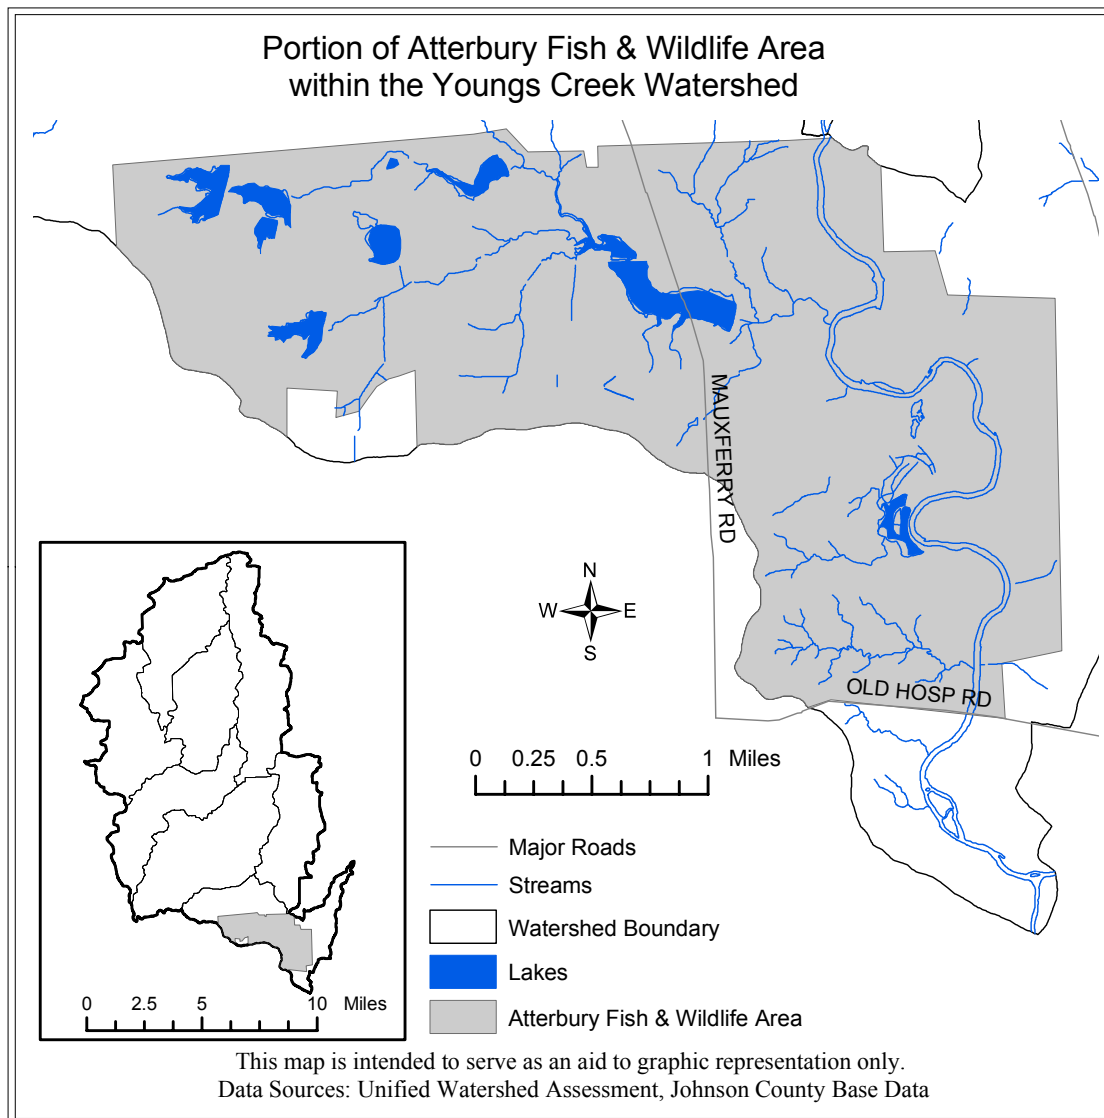 Portion of Atterbury Fish & Wildlife Area
within the Youngs Creek Watershed
MAUXFERRY RD
OLD HOSP RD
N
W E
S
0 0.25 0.5 1 Miles
Major Roads
Streams
Watershed Boundary
Lakes
Atterbury Fish & Wildlife Area
0 2.5 5 10 Miles
This map is intended to serve as an aid to graphic representation only.
Data Sources: Unified Watershed Assessment, Johnson County Base Data